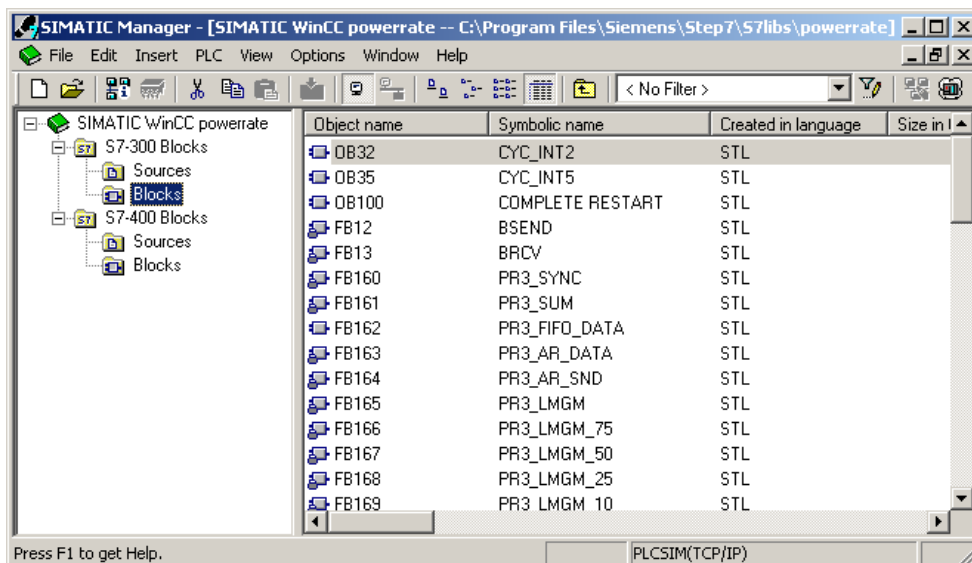 SIMATIC Manager - [SIMATIC WinCC powerrate -- C:\Program Files\Siemens\Step7\S7libs\powerrate]
File Edit Insert PLC View Options Window Help
< No Filter >
SIMATIC WinCC powerrate
S7-300 Blocks
Sources
Blocks
S7-400 Blocks
Sources
Blocks
Object name Symbolic name Created in language Size in
OB32 CYC_INT2 STL
OB35 CYC_INT5 STL
OB100 COMPLETE RESTART STL
FB12 BSEND STL
FB13 BRCV STL
FB160 PR3_SYNC STL
FB161 PR3_SUM STL
FB162 PR3_FIFO_DATA STL
FB163 PR3_AR_DATA STL
FB164 PR3_AR_SND STL
FB165 PR3_LMGM STL
FB166 PR3_LMGM_75 STL
FB167 PR3_LMGM_50 STL
FB168 PR3_LMGM_25 STL
FB169 PR3_LMGM_10 STL
Press F1 to get Help. PLCSIM(TCP/IP)